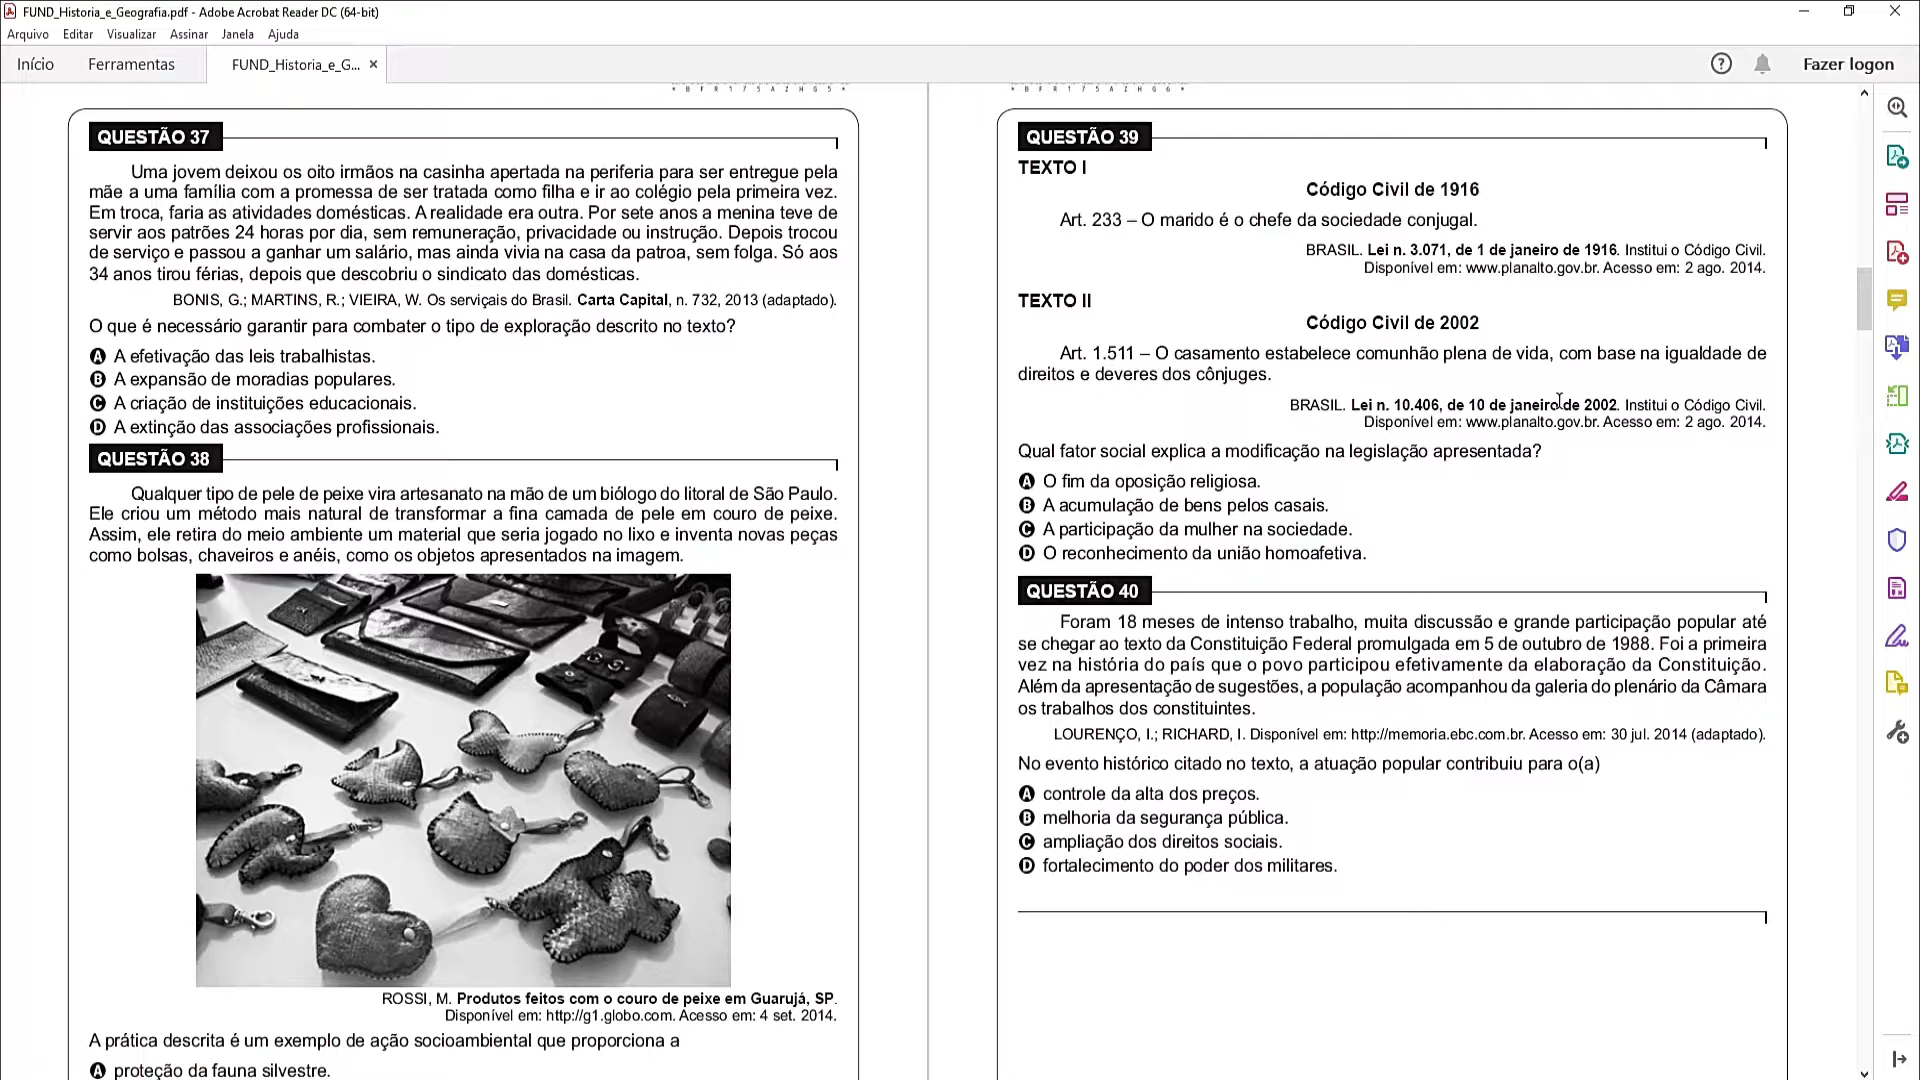 FUND_Historia_e_Geografia.pdf - Adobe Acrobat Reader DC (64-bit)
Arquivo Editar Visualizar Assinar Janela Ajuda
Início Ferramentas FUND_Historia_e_G... × Fazer logon
* B F R 1 7 5 A Z H G 5 *
QUESTÃO 37
Uma jovem deixou os oito irmãos na casinha apertada na periferia para ser entregue pela
mãe a uma família com a promessa de ser tratada como filha e ir ao colégio pela primeira vez.
Em troca, faria as atividades domésticas. A realidade era outra. Por sete anos a menina teve de
servir aos patrões 24 horas por dia, sem remuneração, privacidade ou instrução. Depois trocou
de serviço e passou a ganhar um salário, mas ainda vivia na casa da patroa, sem folga. Só aos
34 anos tirou férias, depois que descobriu o sindicato das domésticas.
BONIS, G.; MARTINS, R.; VIEIRA, W. Os serviçais do Brasil. Carta Capital, n. 732, 2013 (adaptado).
O que é necessário garantir para combater o tipo de exploração descrito no texto?
A A efetivação das leis trabalhistas.
B A expansão de moradias populares.
C A criação de instituições educacionais.
D A extinção das associações profissionais.
QUESTÃO 38
Qualquer tipo de pele de peixe vira artesanato na mão de um biólogo do litoral de São Paulo.
Ele criou um método mais natural de transformar a fina camada de pele em couro de peixe.
Assim, ele retira do meio ambiente um material que seria jogado no lixo e inventa novas peças
como bolsas, chaveiros e anéis, como os objetos apresentados na imagem.
ROSSI, M. Produtos feitos com o couro de peixe em Guarujá, SP.
Disponível em: http://g1.globo.com. Acesso em: 4 set. 2014.
A prática descrita é um exemplo de ação socioambiental que proporciona a
A proteção da fauna silvestre.
* B F R 1 7 5 A Z H G 6 *
QUESTÃO 39
TEXTO I
Código Civil de 1916
Art. 233 – O marido é o chefe da sociedade conjugal.
BRASIL. Lei n. 3.071, de 1 de janeiro de 1916. Institui o Código Civil.
Disponível em: www.planalto.gov.br. Acesso em: 2 ago. 2014.
TEXTO II
Código Civil de 2002
Art. 1.511 – O casamento estabelece comunhão plena de vida, com base na igualdade de
direitos e deveres dos cônjuges.
BRASIL. Lei n. 10.406, de 10 de janeiro de 2002. Institui o Código Civil.
Disponível em: www.planalto.gov.br. Acesso em: 2 ago. 2014.
Qual fator social explica a modificação na legislação apresentada?
A O fim da oposição religiosa.
B A acumulação de bens pelos casais.
C A participação da mulher na sociedade.
D O reconhecimento da união homoafetiva.
QUESTÃO 40
Foram 18 meses de intenso trabalho, muita discussão e grande participação popular até
se chegar ao texto da Constituição Federal promulgada em 5 de outubro de 1988. Foi a primeira
vez na história do país que o povo participou efetivamente da elaboração da Constituição.
Além da apresentação de sugestões, a população acompanhou da galeria do plenário da Câmara
os trabalhos dos constituintes.
LOURENÇO, I.; RICHARD, I. Disponível em: http://memoria.ebc.com.br. Acesso em: 30 jul. 2014 (adaptado).
No evento histórico citado no texto, a atuação popular contribuiu para o(a)
A controle da alta dos preços.
B melhoria da segurança pública.
C ampliação dos direitos sociais.
D fortalecimento do poder dos militares.